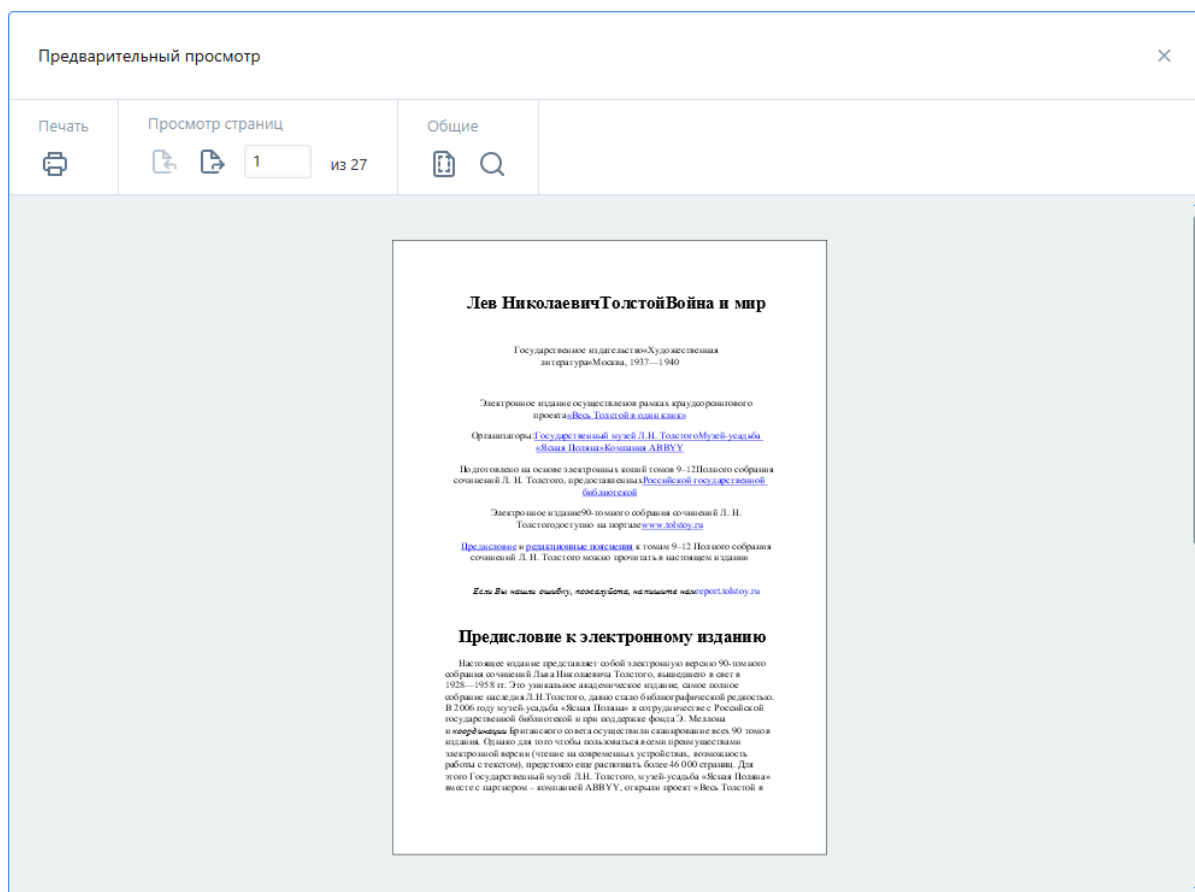 Предварительный просмотр
Печать
Просмотр страниц
Общие
1
из 27
Лев НиколаевичТолстойВойна и мир
Государственное издательство«Художественная
литература»Москва, 1937—1940
Электронное издание осуществленов рамках краудсорсингового
проекта«Весь Толстой в один клик»
Организаторы:Государственный музей Л.Н. ТолстогоМузей-усадьба
«Ясная Поляна»Компания ABBYY
Подготовлено на основе электронных копий томов 9–12Полного собрания
сочинений Л. Н. Толстого, предоставленныхРоссийской государственной
библиотекой
Электронное издание90-томного собрания сочинений Л. Н.
Толстогодоступно на порталеwww.tolstoy.ru
Предисловие и редакционные пояснения к томам 9–12 Полного собрания
сочинений Л. Н. Толстого можно прочитать в настоящем издании
Если Вы нашли ошибку, пожалуйста, напишите намreport.tolstoy.ru
Предисловие к электронному изданию
Настоящее издание представляет собой электронную версию 90-томного
собрания сочинений Льва Николаевича Толстого, вышедшего в свет в
1928—1958 гг. Это уникальное академическое издание, самое полное
собрание наследия Л.Н.Толстого, давно стало библиографической редкостью.
В 2006 году музей-усадьба «Ясная Поляна» в сотрудничестве с Российской
государственной библиотекой и при поддержке фонда Э. Меллона
и координации Британского совета осуществили сканирование всех 90 томов
издания. Однако для того чтобы пользоваться всеми преимуществами
электронной версии (чтение на современных устройствах, возможность
работы с текстом), предстояло еще распознать более 46 000 страниц. Для
этого Государственный музей Л.Н. Толстого, музей-усадьба «Ясная Поляна»
вместе с партнером – компанией ABBYY, открыли проект «Весь Толстой в